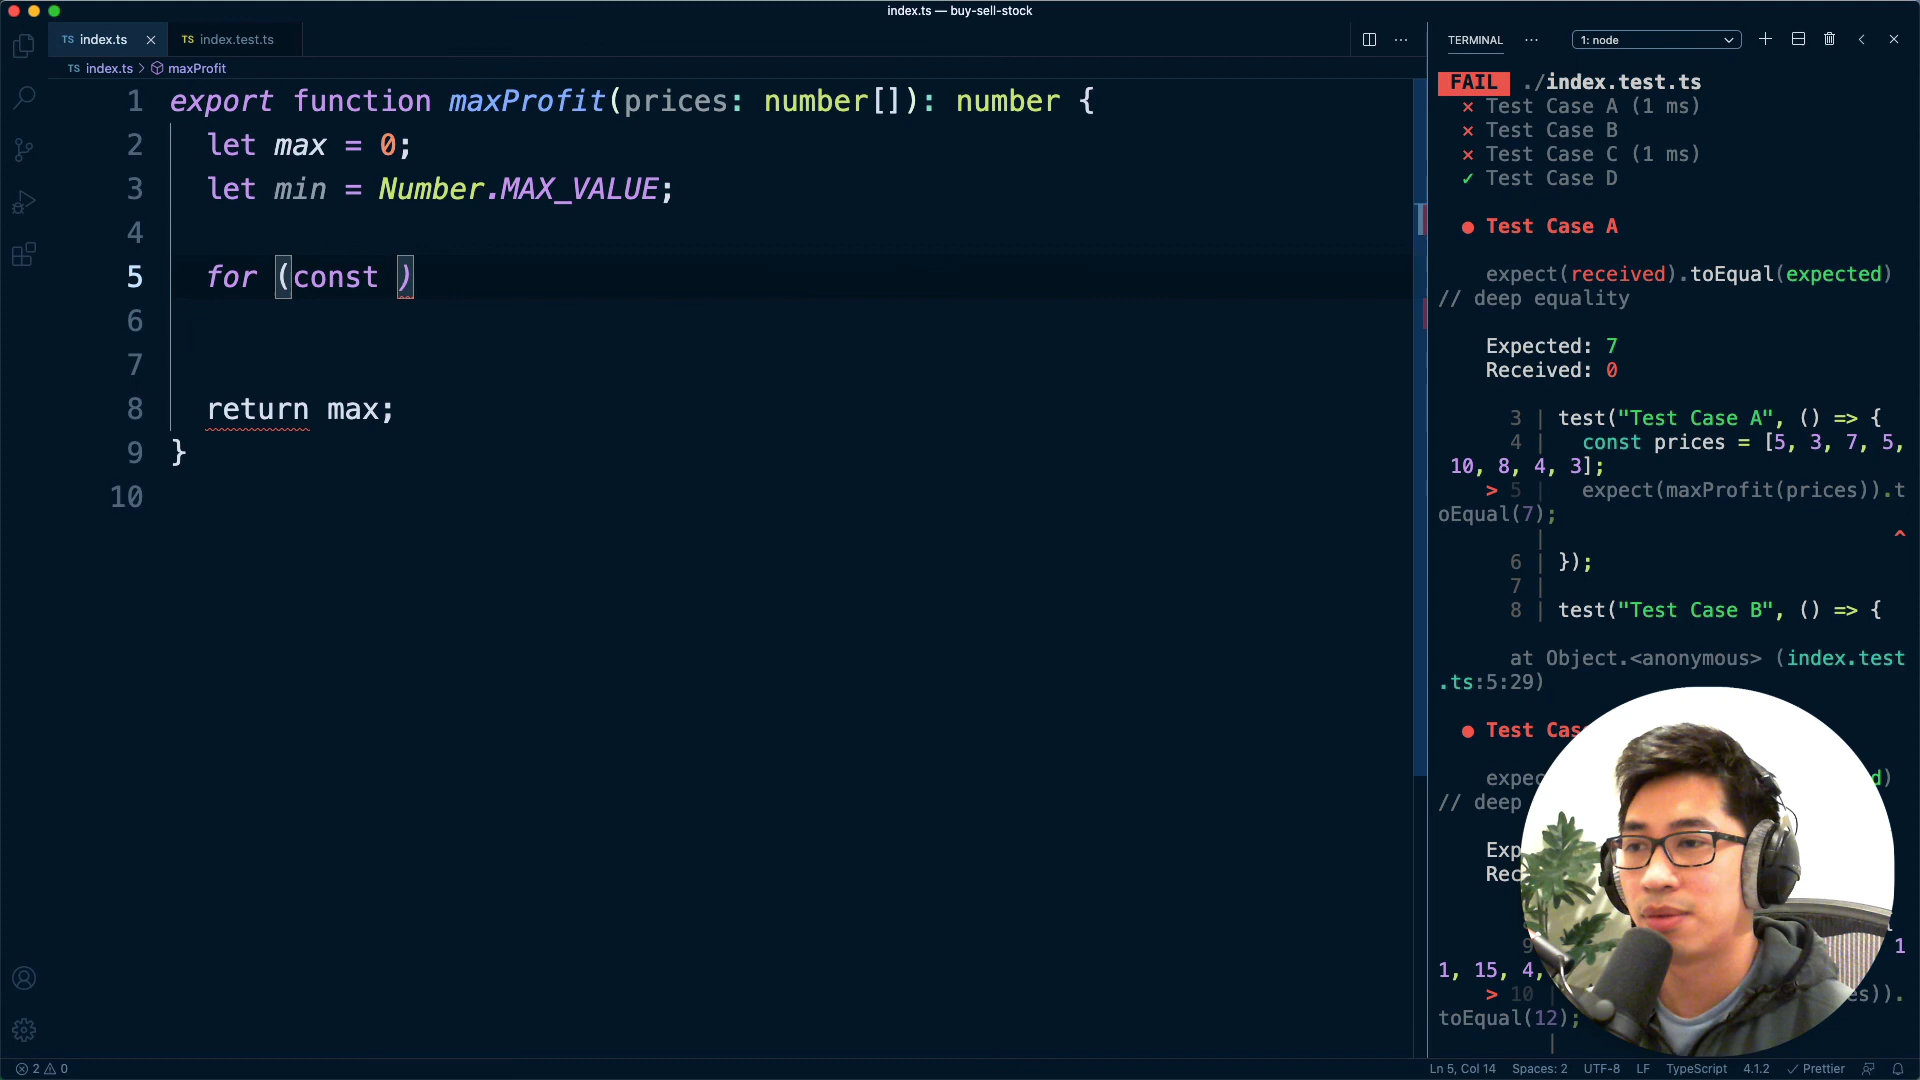 index.ts — buy-sell-stock
TS index.ts
TS index.test.ts
TS index.ts > maxProfit
1 export function maxProfit(prices: number[]): number {
2 let max = 0;
3 let min = Number.MAX_VALUE;
4
5 for (const )
6
7
8 return max;
9 }
10
TERMINAL
1: node
FAIL ./index.test.ts
✕ Test Case A (1 ms)
✕ Test Case B
✕ Test Case C (1 ms)
✓ Test Case D
● Test Case A
expect(received).toEqual(expected)
// deep equality
Expected: 7
Received: 0
3 | test("Test Case A", () => {
4 | const prices = [5, 3, 7, 5,
10, 8, 4, 3];
> 5 | expect(maxProfit(prices)).t
oEqual(7);
| ^
6 | });
7 |
8 | test("Test Case B", () => {
at Object.<anonymous> (index.test
.ts:5:29)
● Test
// deep
1
1, 15, 4,
> 10 |
toEqual(12);
|
2 0
Ln 5, Col 14
Spaces: 2
UTF-8
LF
TypeScript
4.1.2
✓ Prettier